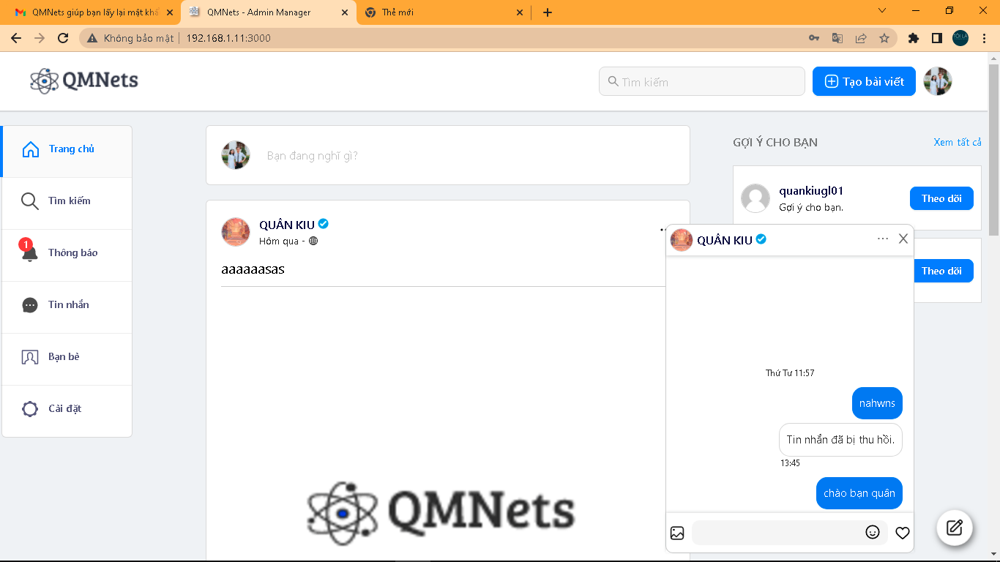 QMNets giúp bạn lấy lại mật khẩ
QMNets - Admin Manager
Thẻ mới
Không bảo mật
192.168.1.11:3000
QMNets
Tìm kiếm
Tạo bài viết
Trang chủ
Tìm kiếm
1
Thông báo
Tin nhắn
Bạn bè
Cài đặt
Bạn đang nghĩ gì?
QUÂN KIU
Hôm qua -
aaaaaasas
QMNets
GỢI Ý CHO BẠN
Xem tất cả
quankiugl01
Gợi ý cho bạn.
Theo dõi
Theo dõi
QUÂN KIU
Thứ Tư 11:57
nahwns
Tin nhắn đã bị thu hồi.
13:45
chào bạn quân